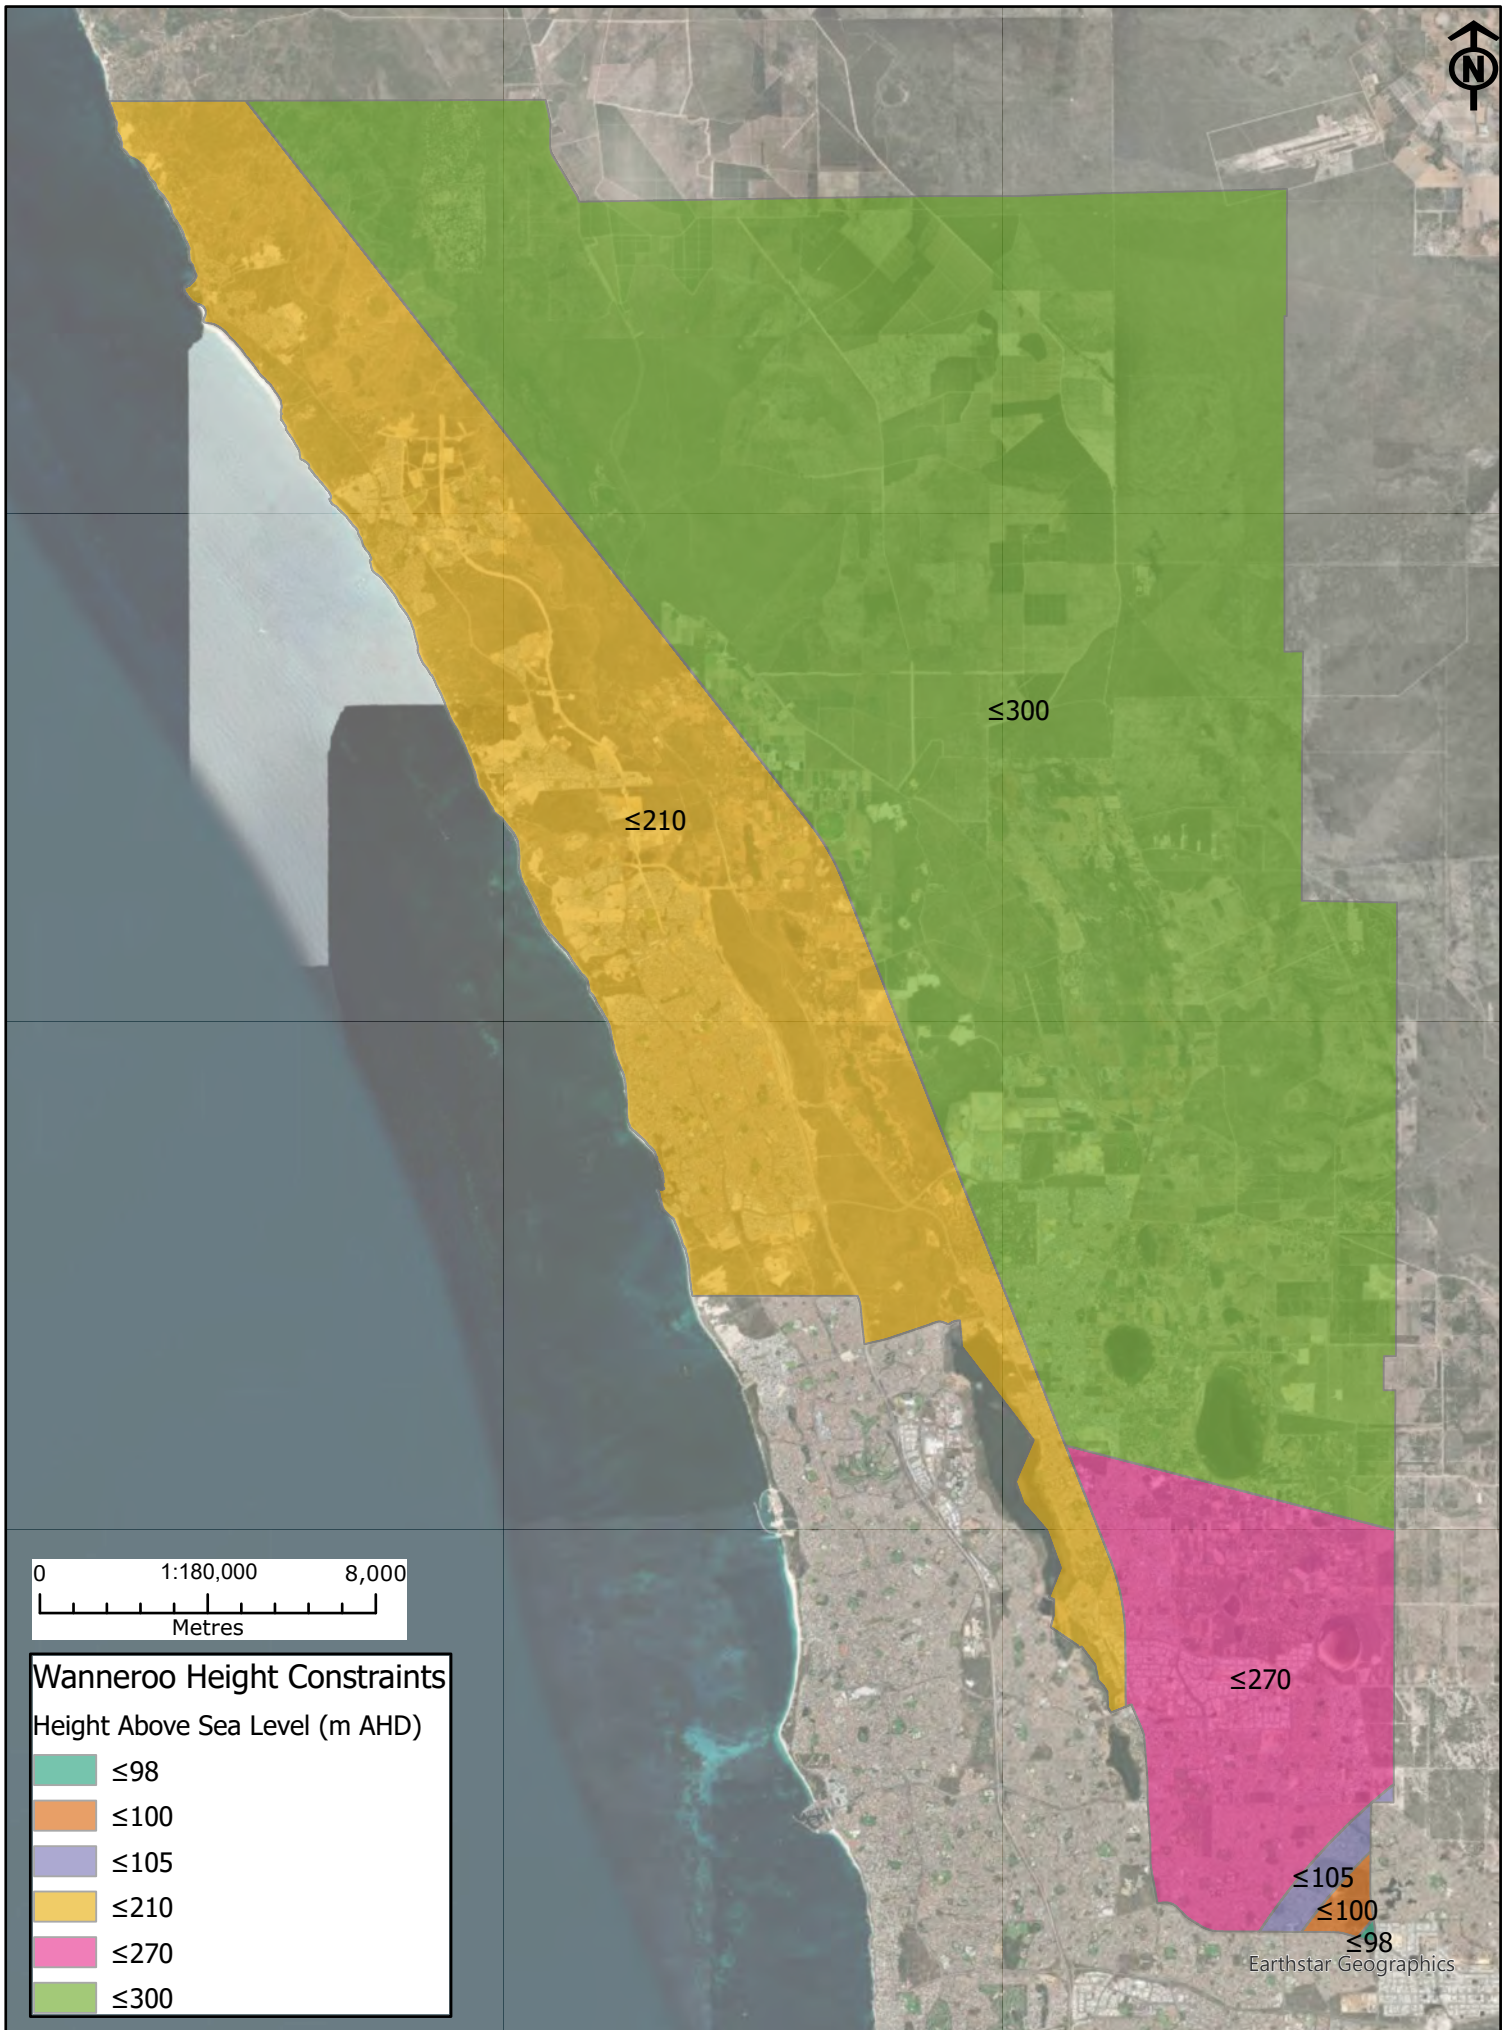 N
≤300
≤210
≤270
≤105
≤100
≤98
Earthstar Geographics
0 1:180,000 8,000
Metres
Wanneroo Height Constraints
Height Above Sea Level (m AHD)
≤98
≤100
≤105
≤210
≤270
≤300